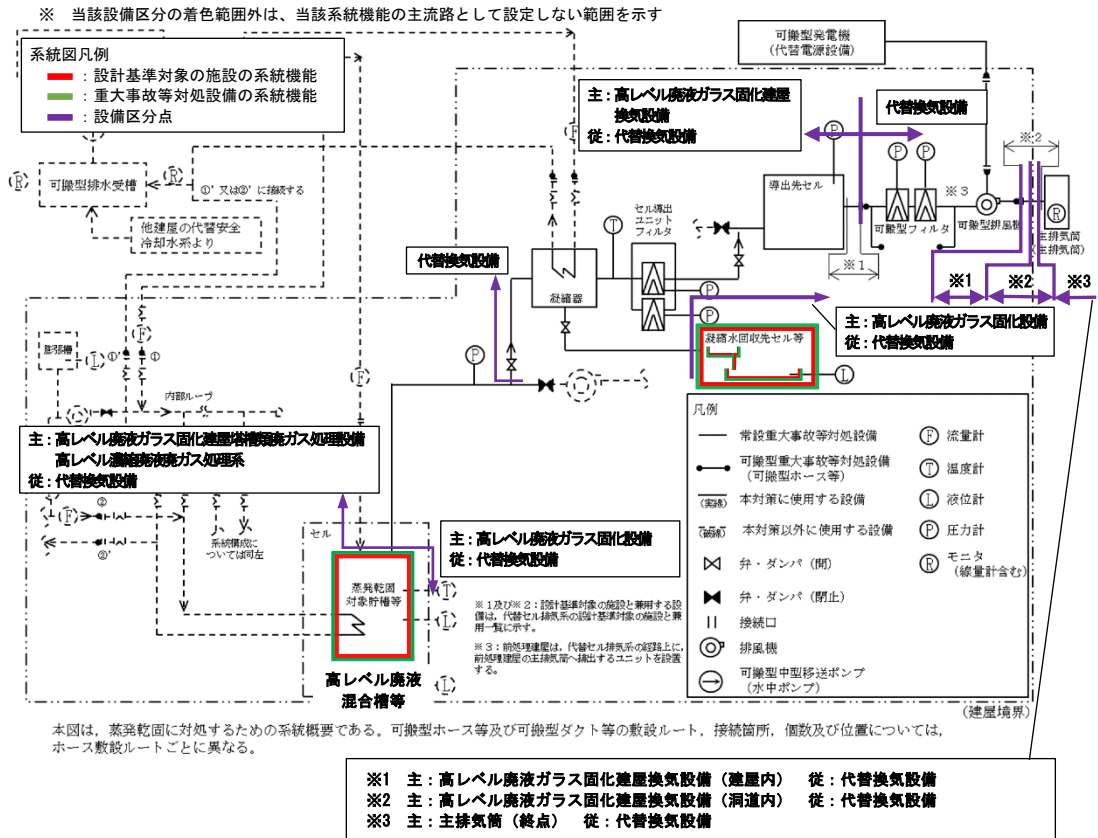 ※　当該設備区分の着色範囲外は、当該系統機能の主流路として設定しない範囲を示す
系統図凡例
：設計基準対象の施設の系統機能
：重大事故等対処設備の系統機能
：設備区分点
可搬型発電機
(代替電源設備)
主：高レベル廃液ガラス固化建屋
換気設備
従：代替換気設備
代替換気設備
※2
F
R
R
可搬型排水受槽
①’又は②’に接続する
他建屋の代替安全
冷却水系より
P
P
P
導出先セル
※3
可搬型フィルタ
可搬型排風機
R
主排気筒
(主排気筒)
※1
セル導出
ユニット
フィルタ
T
P
P
凝縮器
代替換気設備
※1
※2
※3
主：高レベル廃液ガラス固化設備
従：代替換気設備
凝縮水回収先セル等
L
膨張槽
L
F
①’
①
F
P
内部ループ
主：高レベル廃液ガラス固化建屋塔槽類廃ガス処理設備
高レベル濃縮廃液廃ガス処理系
従：代替換気設備
F
②
②’
系統構成に
ついては同左
セル
蒸発乾固
対象貯槽等
T
L
L
主：高レベル廃液ガラス固化設備
従：代替換気設備
高レベル廃液
混合槽等
※1及び※2：設計基準対象の施設と兼用する設
備は、代替セル排気系の設計基準対象の施設と兼
用一覧に示す。
※3：前処理建屋は，代替セル排気系の経路上に，
前処理建屋の主排気筒へ排出するユニットを設置
する。
凡例
常設重大事故等対処設備
可搬型重大事故等対処設備
(可搬型ホース等)
(実線)
本対策に使用する設備
(破線)
本対策以外に使用する設備
弁・ダンパ（開）
弁・ダンパ（閉止）
接続口
排風機
可搬型中型移送ポンプ
(水中ポンプ)
F 流量計
T 温度計
L 液位計
P 圧力計
R モニタ
(線量計含む)
(建屋境界)
本図は，蒸発乾固に対処するための系統概要である。可搬型ホース等及び可搬型ダクト等の敷設ルート，接続箇所，個数及び位置については，
ホース敷設ルートごとに異なる。
※1　主：高レベル廃液ガラス固化建屋換気設備（建屋内）　従：代替換気設備
※2　主：高レベル廃液ガラス固化建屋換気設備（洞道内）　従：代替換気設備
※3　主：主排気筒（終点）　従：代替換気設備